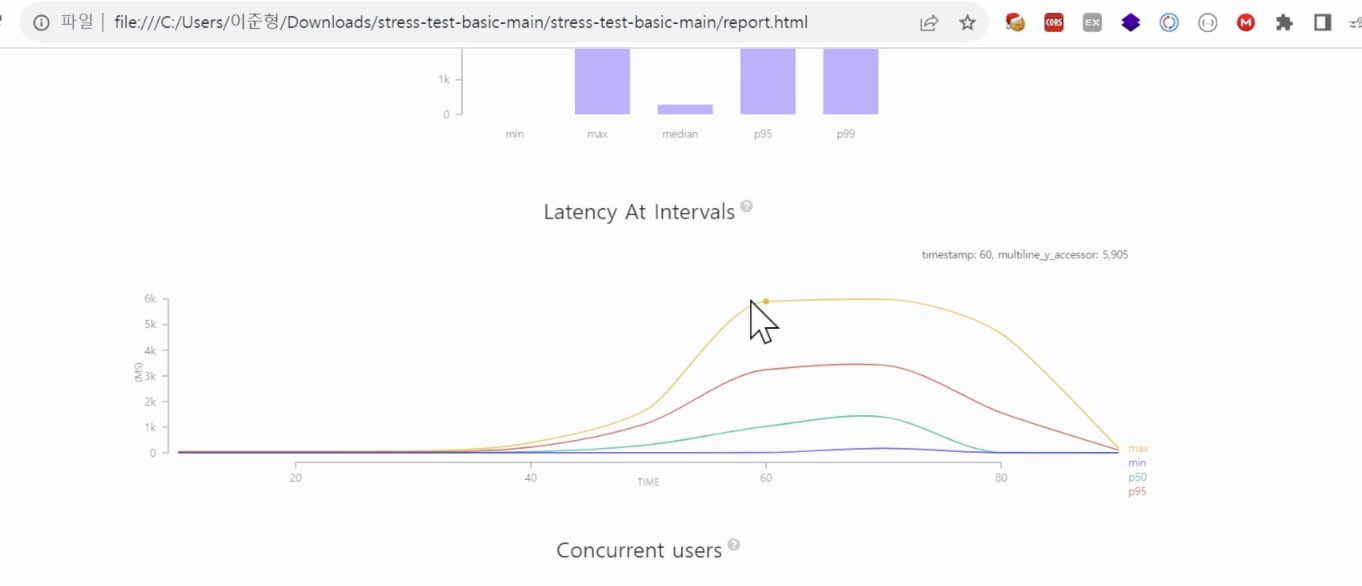 파일 | file:///C:/Users/이준형/Downloads/stress-test-basic-main/stress-test-basic-main/report.html
CORS EX M
1k
0
min max median p95 p99
Latency At Intervals ?
timestamp: 60, multiline_y_accessor: 5,905
6k
5k
4k
(MS)
3k
2k
1k
0
20 40 60 80
TIME
max
min
p50
p95
Concurrent users ?